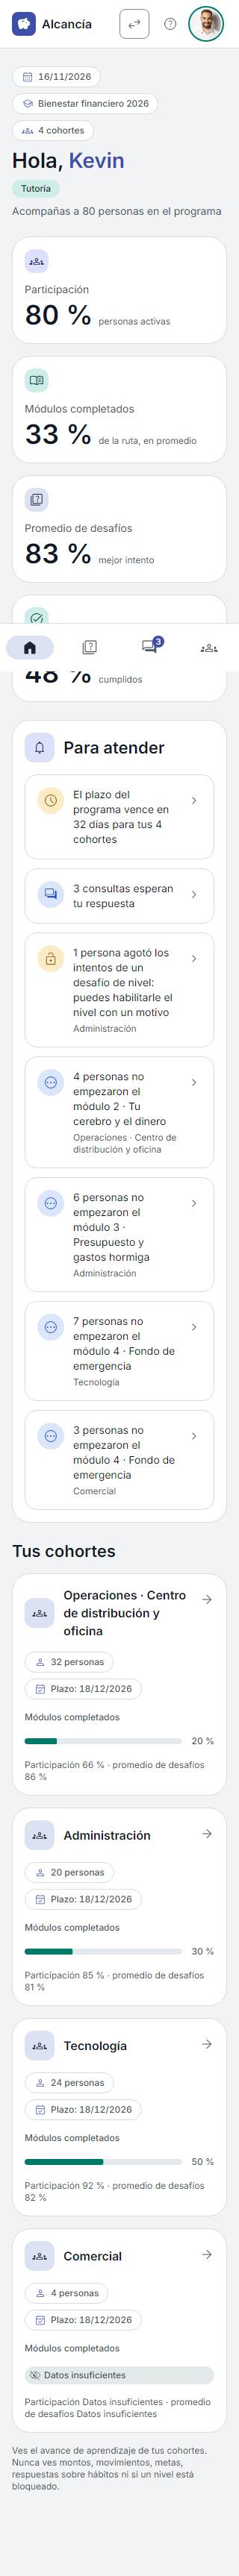 Alcancía
16/11/2026
Bienestar financiero 2026
4 cohortes
Hola, Kevin
Tutoría
Acompañas a 80 personas en el programa
Participación
80 % personas activas
Módulos completados
33 % de la ruta, en promedio
Promedio de desafíos
83 % mejor intento
3
48 % cumplidos
Para atender
El plazo del
programa vence en
32 días para tus 4
cohortes
3 consultas esperan
tu respuesta
1 persona agotó los
intentos de un
desafío de nivel:
puedes habilitarle el
nivel con un motivo
Administración
4 personas no
empezaron el
módulo 2 · Tu
cerebro y el dinero
Operaciones · Centro de
distribución y oficina
6 personas no
empezaron el
módulo 3 ·
Presupuesto y
gastos hormiga
Administración
7 personas no
empezaron el
módulo 4 · Fondo de
emergencia
Tecnología
3 personas no
empezaron el
módulo 4 · Fondo de
emergencia
Comercial
Tus cohortes
Operaciones · Centro
de distribución y
oficina
32 personas
Plazo: 18/12/2026
Módulos completados
20 %
Participación 66 % · promedio de desafíos
86 %
Administración
20 personas
Plazo: 18/12/2026
Módulos completados
30 %
Participación 85 % · promedio de desafíos
81 %
Tecnología
24 personas
Plazo: 18/12/2026
Módulos completados
50 %
Participación 92 % · promedio de desafíos
82 %
Comercial
4 personas
Plazo: 18/12/2026
Módulos completados
Datos insuficientes
Participación Datos insuficientes · promedio
de desafíos Datos insuficientes
Ves el avance de aprendizaje de tus cohortes.
Nunca ves montos, movimientos, metas,
respuestas sobre hábitos ni si un nivel está
bloqueado.